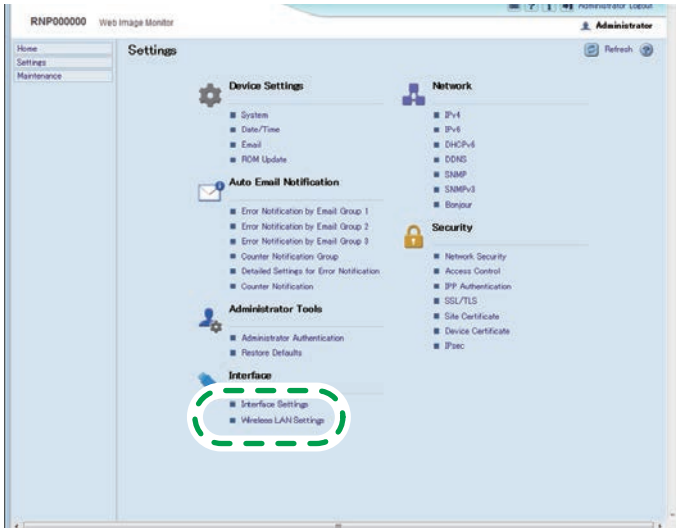 Administrator Logout
RNP000000 Web Image Monitor
Administrator
Home
Settings
Maintenance
Settings
Refresh
Device Settings
System
Date/Time
Email
ROM Update
Auto Email Notification
Error Notification by Email Group 1
Error Notification by Email Group 2
Error Notification by Email Group 3
Counter Notification Group
Detailed Settings for Error Notification
Counter Notification
Administrator Tools
Administrator Authentication
Restore Defaults
Interface
Interface Settings
Wireless LAN Settings
Network
IPv4
IPv6
DHCPv6
DDNS
SNMP
SNMPv3
Bonjour
Security
Network Security
Access Control
IPP Authentication
SSL/TLS
Site Certificate
Device Certificate
IPsec